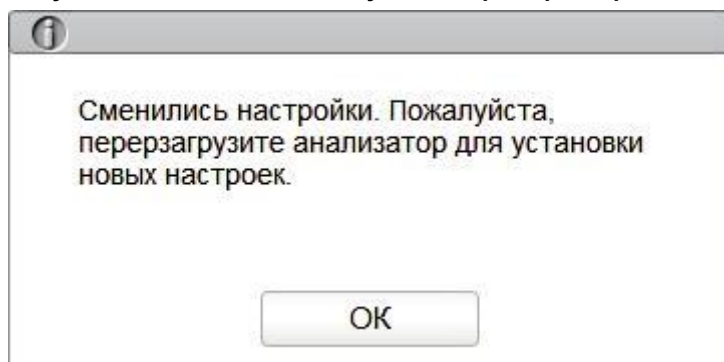 Сменились настройки. Пожалуйста,
перерзагрузите анализатор для установки
новых настроек.
OK